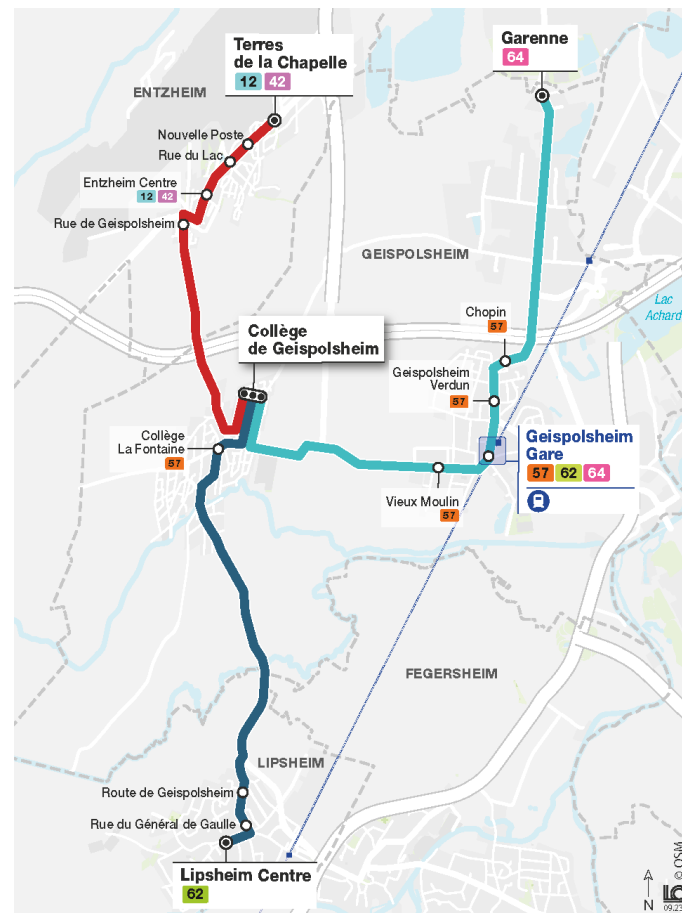 Terres
de la Chapelle
12 42
Garenne
64
ENTZHEIM
Nouvelle Poste
Rue du Lac
Entzheim Centre
12 42
Rue de Geispolsheim
GEISPOLSHEIM
Lac
Achard
Chopin
57
Collège
de Geispolsheim
Geispolsheim
Verdun
57
Collège
La Fontaine
57
Geispolsheim
Gare
57 62 64
Vieux Moulin
57
FEGERSHEIM
LIPSHEIM
Route de Geispolsheim
Rue du Général de Gaulle
Lipsheim Centre
62
© OSM
N
09.23